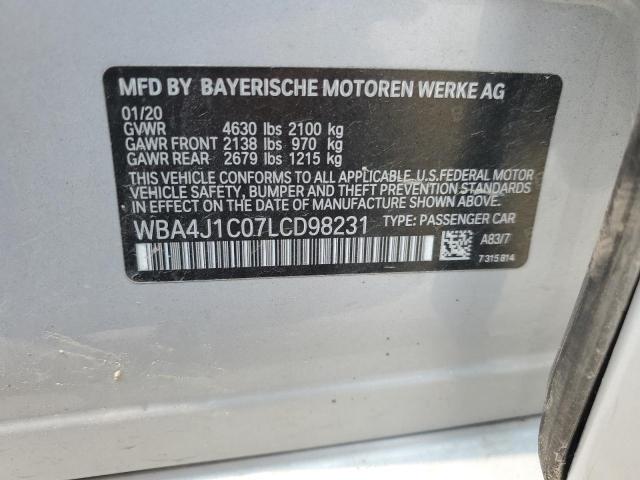 MFD BY BAYERISCHE MOTOREN WERKE AG
01/20
GVWR 4630 lbs 2100 kg
GAWR FRONT 2138 lbs 970 kg
GAWR REAR 2679 lbs 1215 kg
THIS VEHICLE CONFORMS TO ALL APPLICABLE U.S.FEDERAL MOTOR
VEHICLE SAFETY, BUMPER AND THEFT PREVENTION STANDARDS
IN EFFECT ON THE DATE OF MANUFACTURE SHOWN ABOVE.
WBA4J1C07LCD98231 TYPE: PASSENGER CAR
A83/7
7 315 814